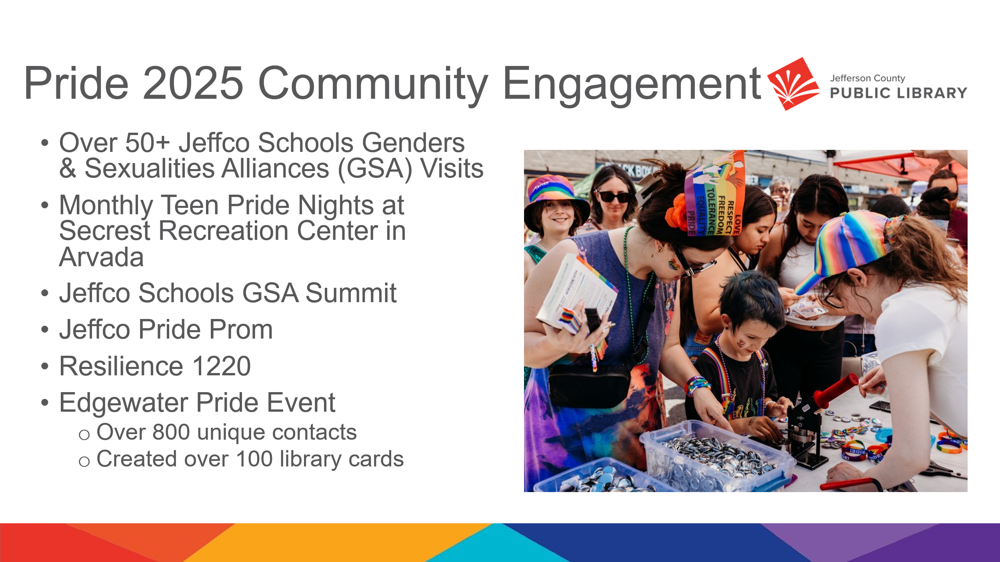 Pride 2025 Community Engagement
Jefferson County
PUBLIC LIBRARY
• Over 50+ Jeffco Schools Genders
& Sexualities Alliances (GSA) Visits
• Monthly Teen Pride Nights at
Secrest Recreation Center in
Arvada
• Jeffco Schools GSA Summit
• Jeffco Pride Prom
• Resilience 1220
• Edgewater Pride Event
o Over 800 unique contacts
o Created over 100 library cards
LOVE
RESPECT
FREEDOM
TOLERANCE
EQUALITY
PRIDE